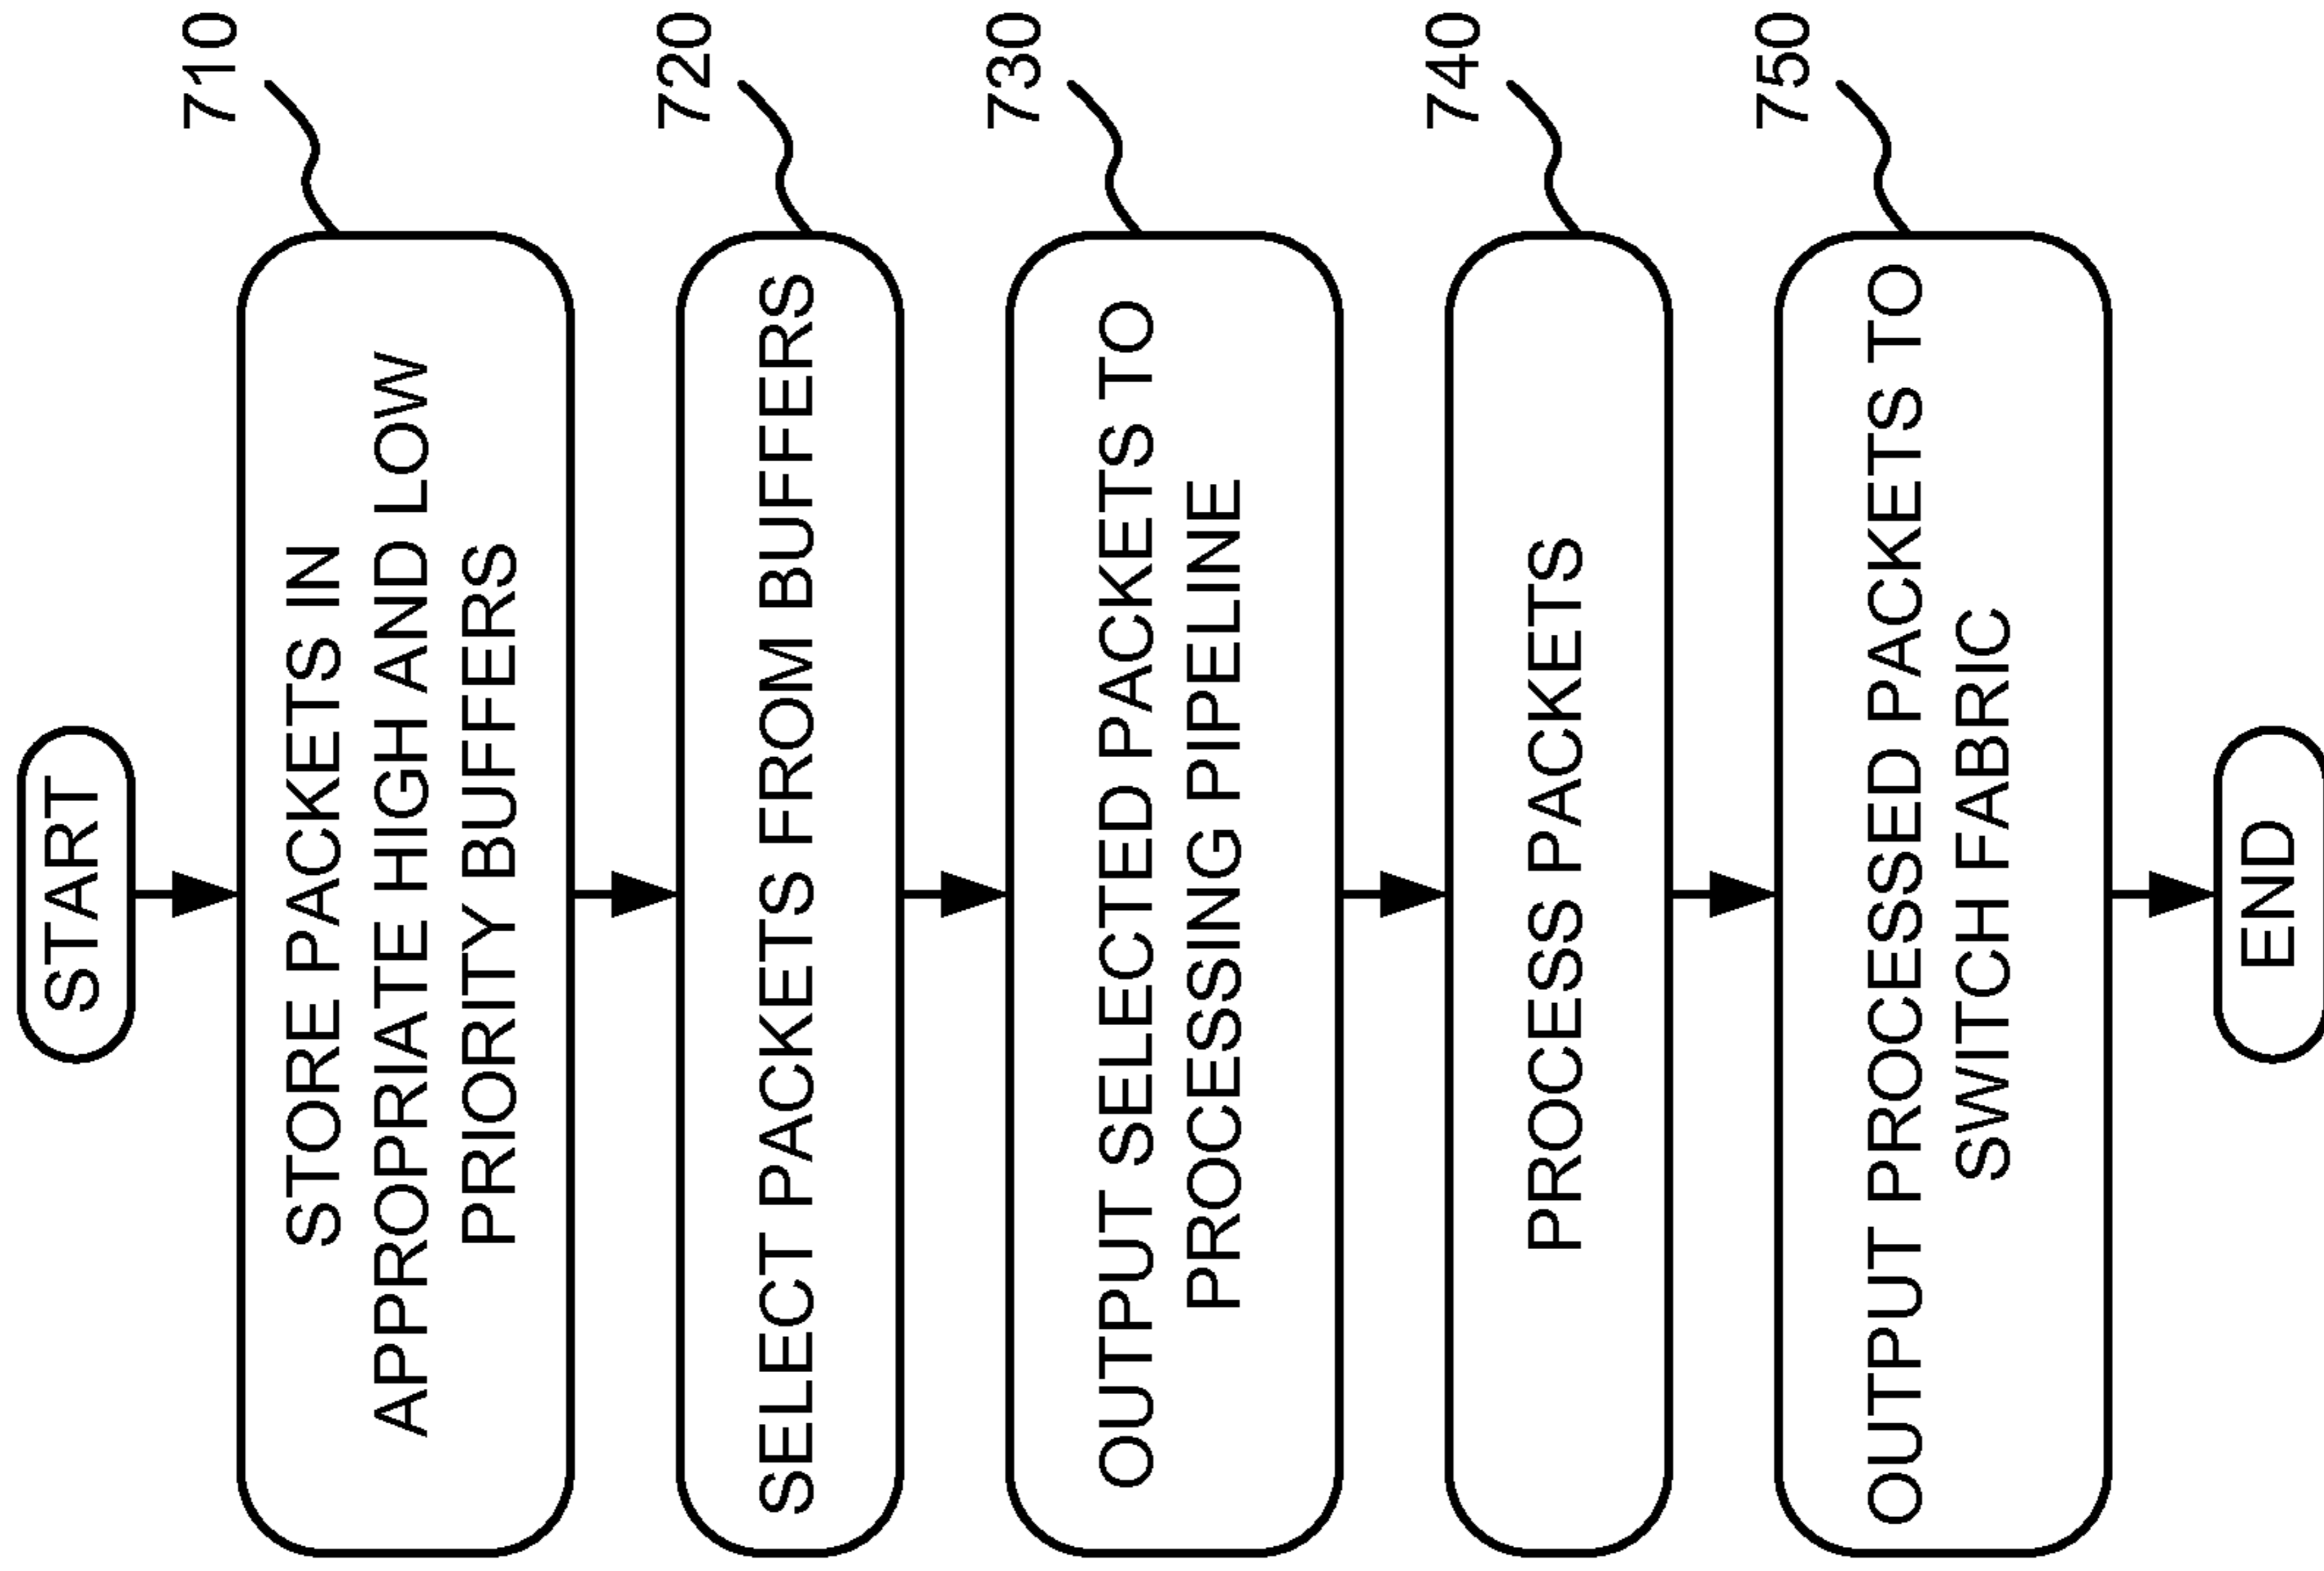 START
710
STORE PACKETS IN
APPROPRIATE HIGH AND LOW
PRIORITY BUFFERS
720
SELECT PACKETS FROM BUFFERS
730
OUTPUT SELECTED PACKETS TO
PROCESSING PIPELINE
740
PROCESS PACKETS
750
OUTPUT PROCESSED PACKETS TO
SWITCH FABRIC
END